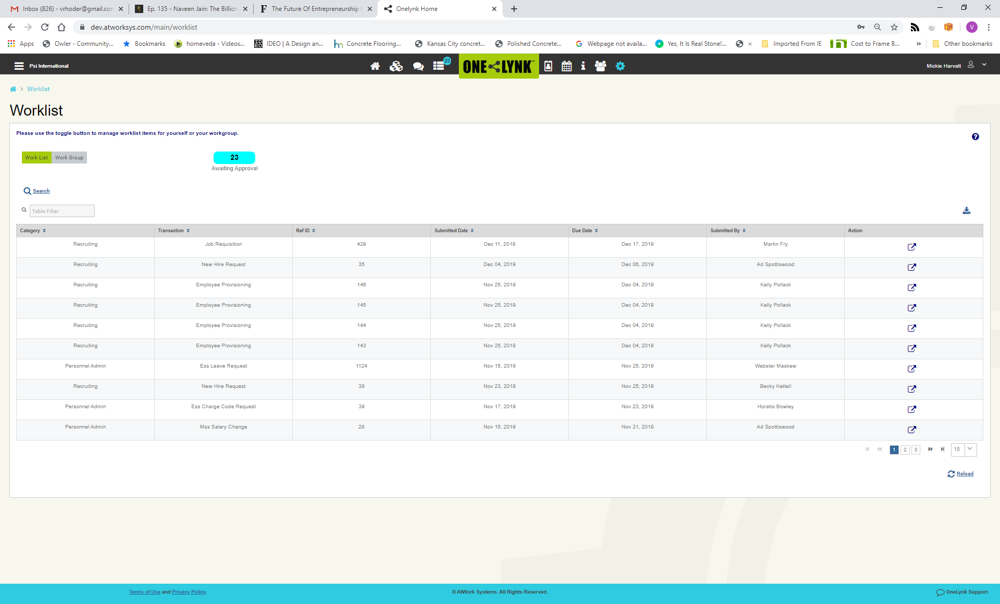 Inbox (826) - vrhoder@gmail.com
Ep. 135 - Naveen Jain: The Billion
The Future Of Entrepreneurship I
Onelynk Home
dev.atworksys.com/main/worklist
V
Apps
Owler - Community...
Bookmarks
homeveda - Videos...
IDEO | A Design an...
Concrete Flooring...
Kansas City concret...
Polished Concrete...
Webpage not availa...
Yes, It Is Real Stone!...
Imported From IE
Cost to Frame B...
Other bookmarks
Psi International
23
ONE LYNK™
Mickie Harvatt
> Worklist
Worklist
Please use the toggle button to manage worklist items for yourself or your workgroup.
Work List Work Group
23
Awaiting Approval
Search
Table Filter
Category Transaction Ref ID Submitted Date Due Date Submitted By Action
Recruiting Job Requisition 429 Dec 11, 2019 Dec 17, 2019 Martin Fry
Recruiting New Hire Request 35 Dec 04, 2019 Dec 06, 2019 Ad Spottiswood
Recruiting Employee Provisioning 146 Nov 25, 2019 Dec 04, 2019 Kelly Pollack
Recruiting Employee Provisioning 145 Nov 25, 2019 Dec 04, 2019 Kelly Pollack
Recruiting Employee Provisioning 144 Nov 25, 2019 Dec 04, 2019 Kelly Pollack
Recruiting Employee Provisioning 143 Nov 25, 2019 Dec 04, 2019 Kelly Pollack
Personnel Admin Ess Leave Request 1124 Nov 15, 2019 Nov 25, 2019 Webster Maskew
Recruiting New Hire Request 38 Nov 23, 2019 Nov 25, 2019 Becky Kettell
Personnel Admin Ess Charge Code Request 39 Nov 17, 2019 Nov 23, 2019 Horatio Bowley
Personnel Admin Mss Salary Change 28 Nov 15, 2019 Nov 21, 2019 Ad Spottiswood
1 2 3 10
Reload
Terms of Use and Privacy Policy.
© AtWork Systems. All Rights Reserved.
OneLynk Support